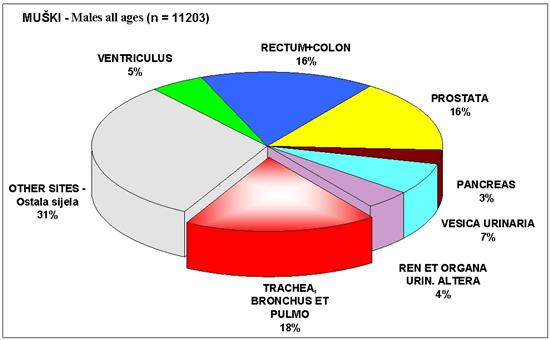 MUŠKI - Males all ages (n = 11203)
VENTRICULUS
5%
RECTUM+COLON
16%
PROSTATA
16%
PANCREAS
3%
VESICA URINARIA
7%
REN ET ORGANA
URIN. ALTERA
4%
TRACHEA,
BRONCHUS ET
PULMO
18%
OTHER SITES -
Ostala sijela
31%